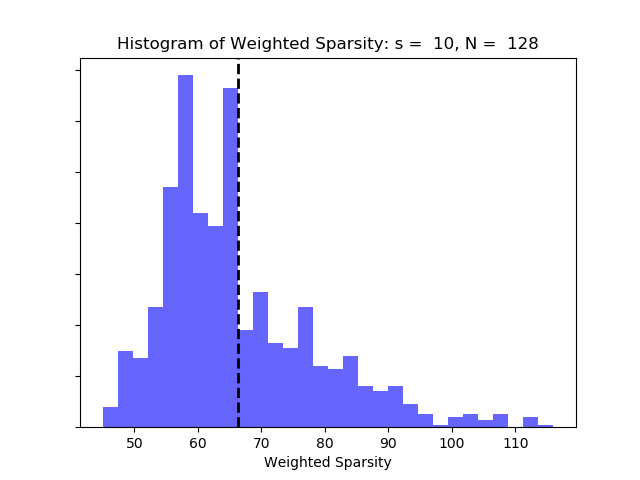 Histogram of Weighted Sparsity: s =  10, N =  128
50 60 70 80 90 100 110
Weighted Sparsity